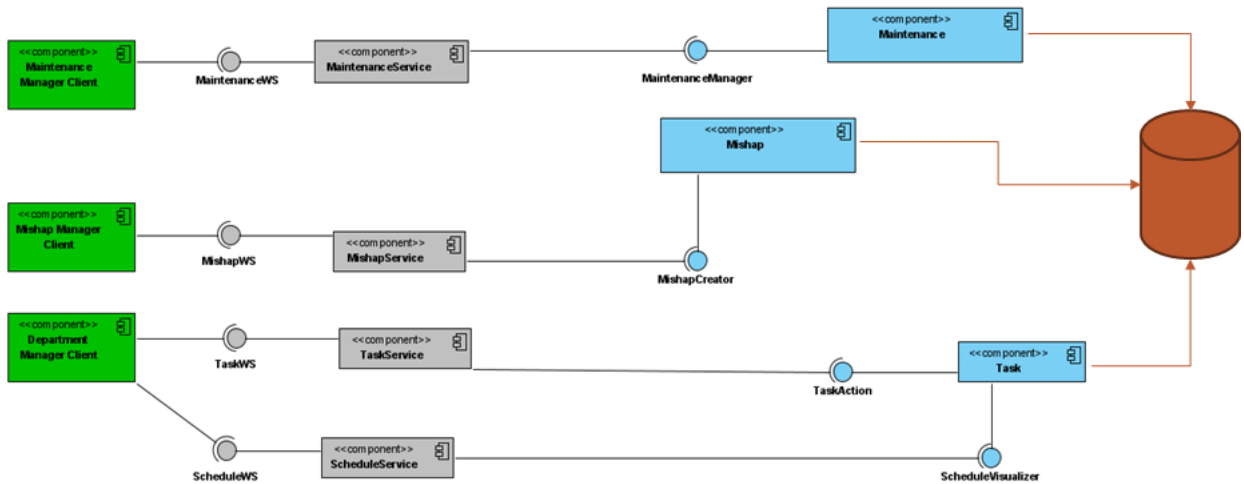 <<component>>
Maintenance
Manager Client
MaintenanceWS
<<component>>
MaintenanceService
MaintenanceManager
<<component>>
Maintenance
<<component>>
Mishap
<<component>>
Mishap Manager
Client
MishapWS
<<component>>
MishapService
MishapCreator
<<component>>
Department
Manager Client
TaskWS
<<component>>
TaskService
TaskAction
<<component>>
Task
ScheduleWS
<<component>>
ScheduleService
ScheduleVisualizer